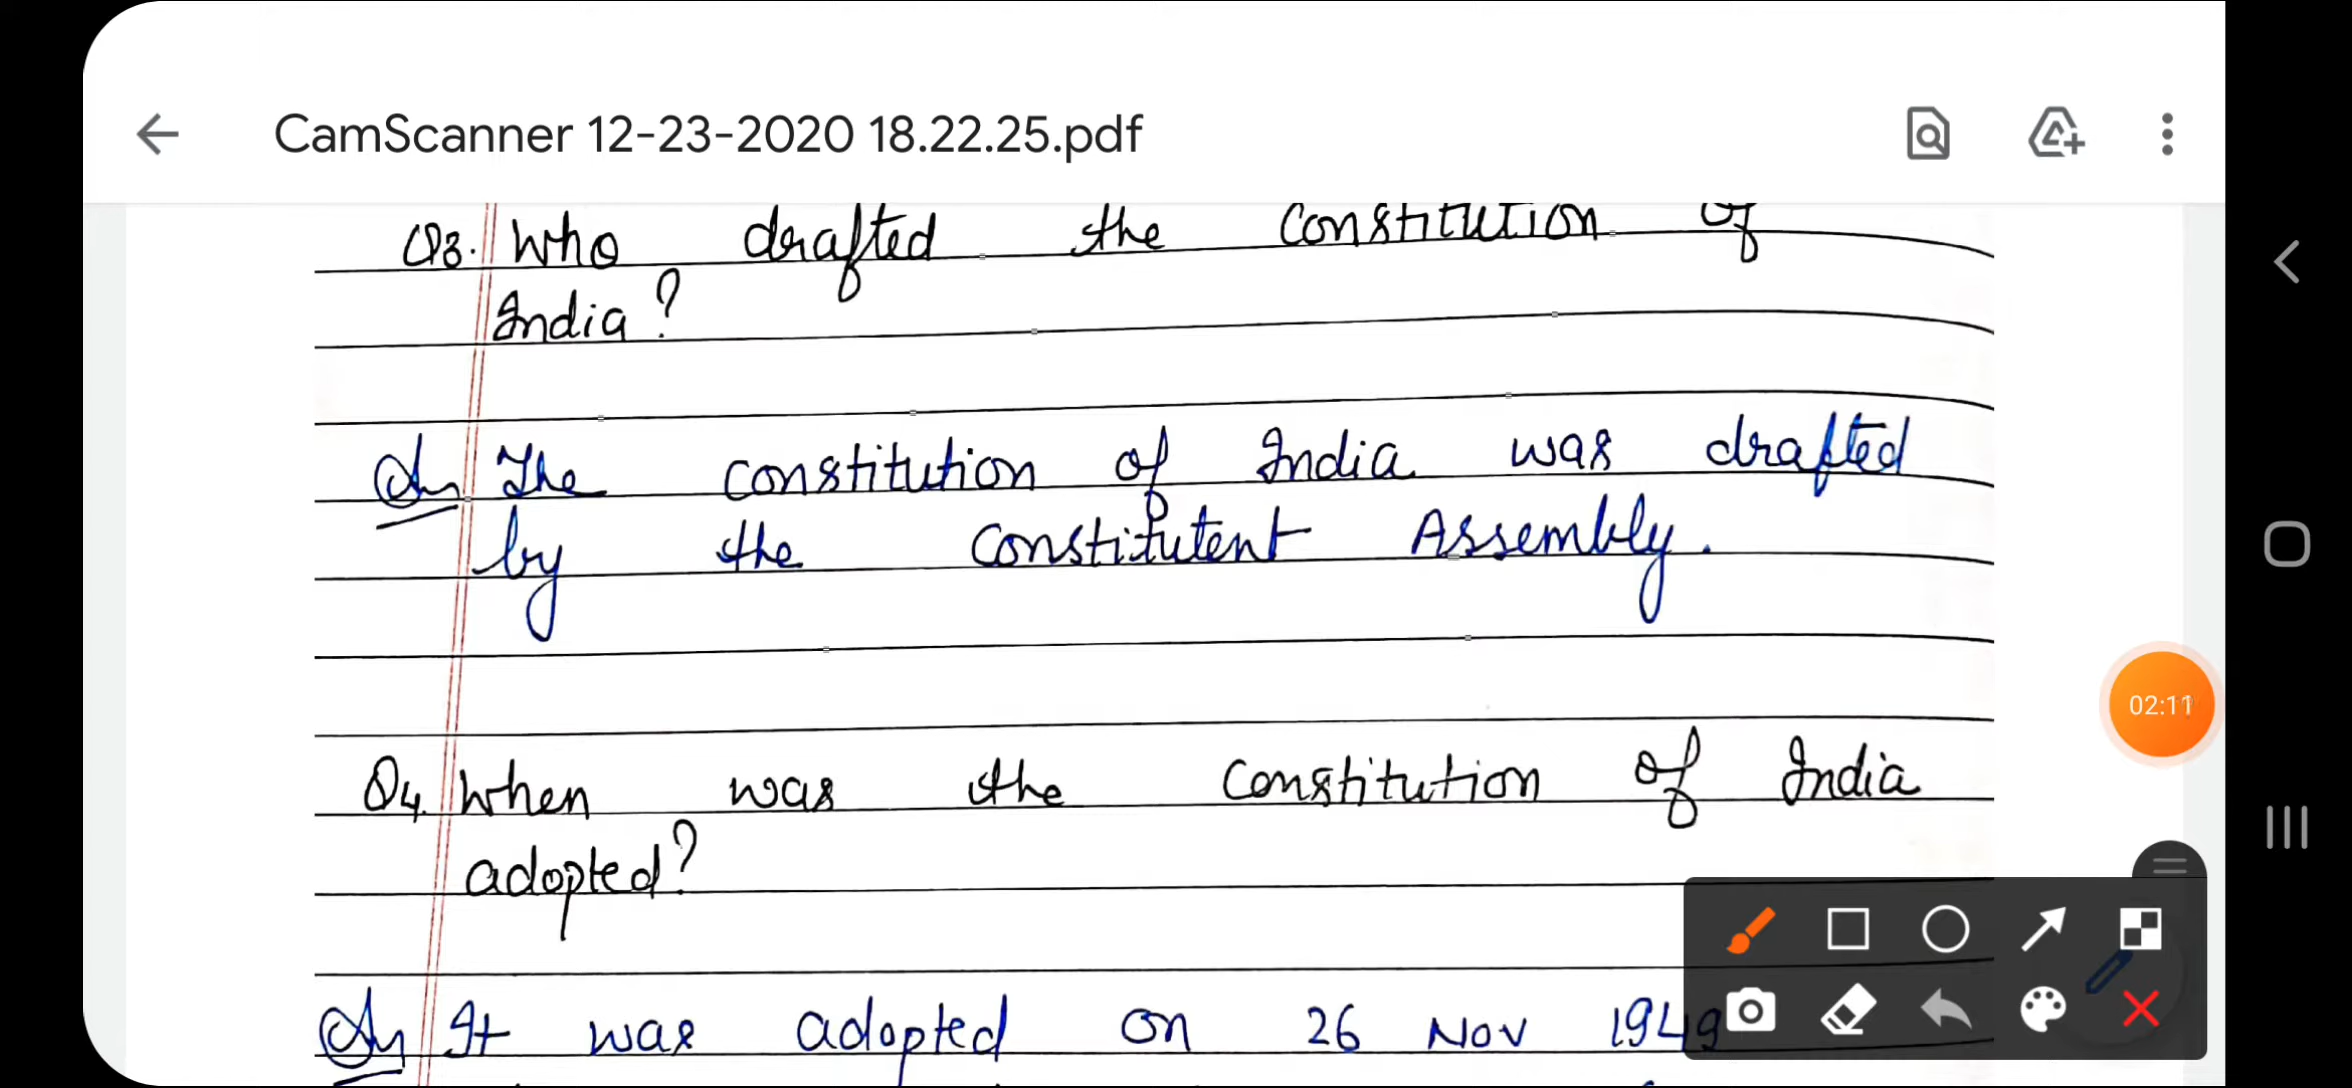 CamScanner 12-23-2020 18.22.25.pdf
Q3. Who drafted the Constitution of
India?
Ans The constitution of India was drafted
by the Constitutent Assembly.
02:11
Q4. When was the Constitution of India
adopted?
Ans It was adopted on 26 Nov 1949